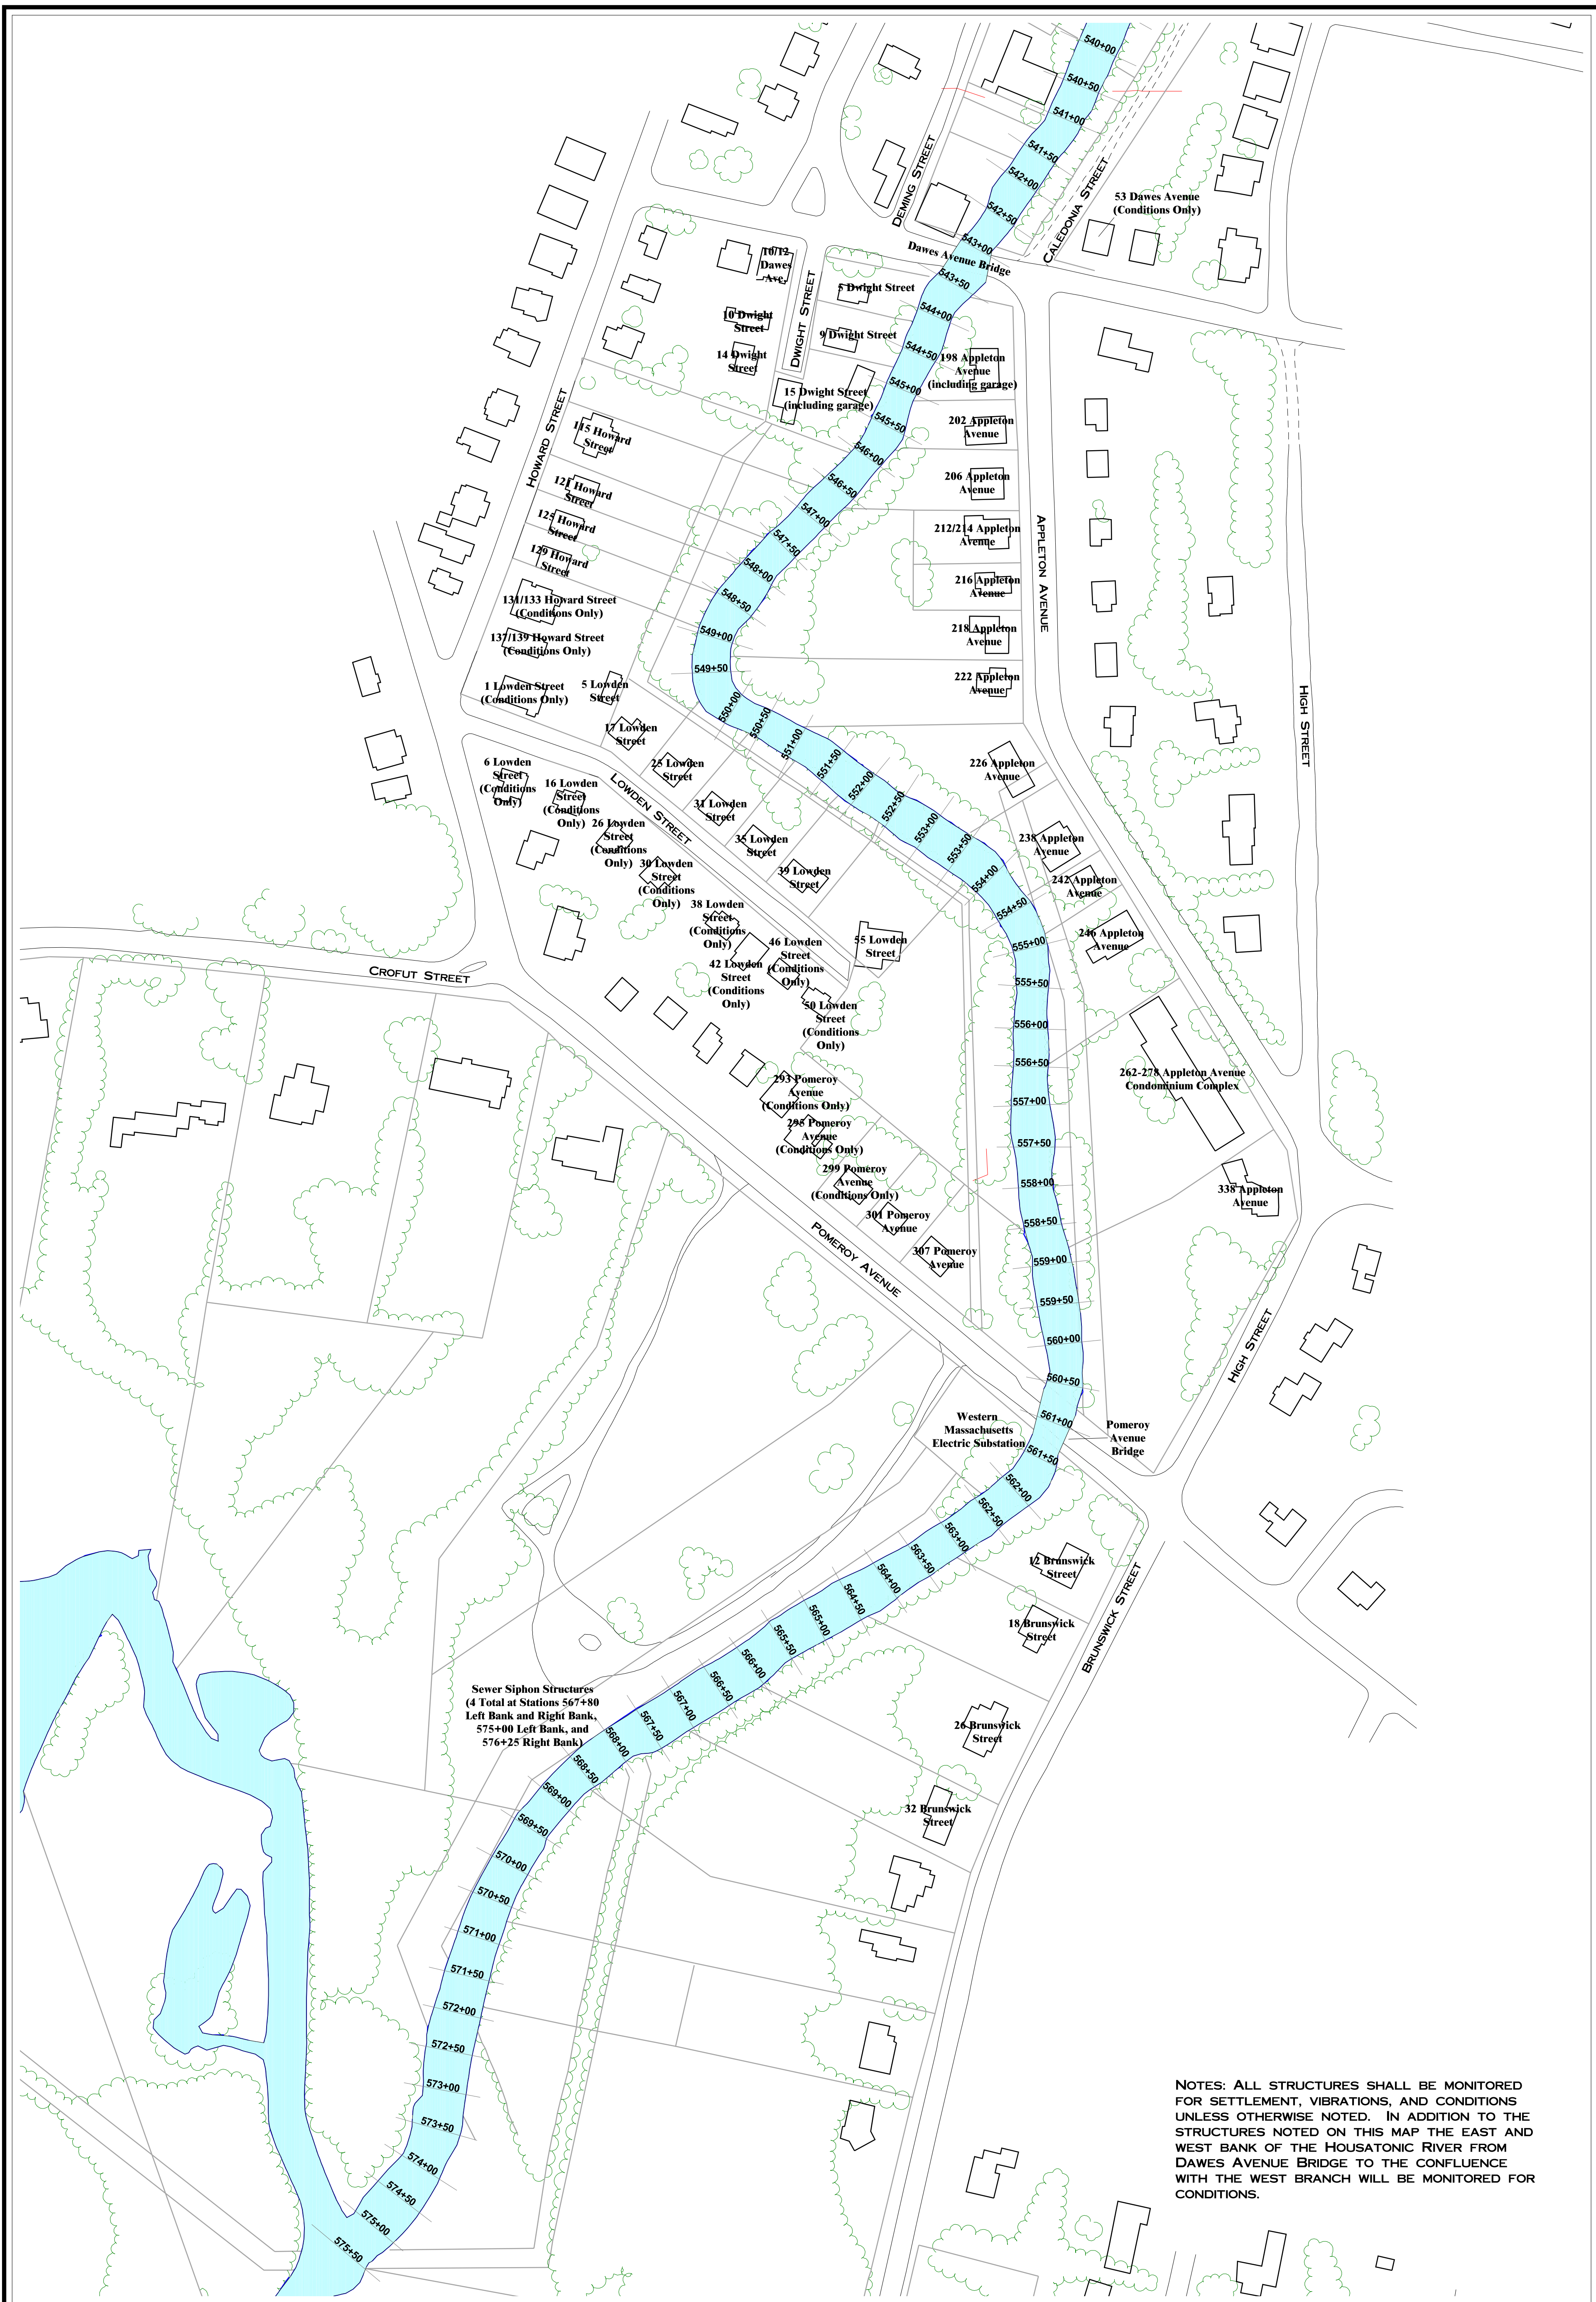 540+00
540+50
541+00
541+50
542+00
542+50
543+00
543+50
DEMING STREET
CALEDONIA STREET
53 Dawes Avenue
(Conditions Only)
Dawes Avenue Bridge
10/12
Dawes
Ave.
DWIGHT STREET
5 Dwight Street
10 Dwight
Street
9 Dwight Street
14 Dwight
Street
15 Dwight Street
(including garage)
544+00
544+50
545+00
545+50
546+00
546+50
547+00
547+50
548+00
548+50
549+00
549+50
198 Appleton
Avenue
(including garage)
202 Appleton
Avenue
206 Appleton
Avenue
212/214 Appleton
Avenue
216 Appleton
Avenue
218 Appleton
Avenue
222 Appleton
Avenue
APPLETON AVENUE
HIGH STREET
HOWARD STREET
115 Howard
Street
121 Howard
Street
125 Howard
Street
129 Howard
Street
131/133 Howard Street
(Conditions Only)
137/139 Howard Street
(Conditions Only)
1 Lowden Street
(Conditions Only)
5 Lowden
Street
17 Lowden
Street
25 Lowden
Street
31 Lowden
Street
35 Lowden
Street
39 Lowden
Street
55 Lowden
Street
LOWDEN STREET
6 Lowden
Street
(Conditions
Only)
16 Lowden
Street
(Conditions
Only)
26 Lowden
Street
(Conditions
Only)
30 Lowden
Street
(Conditions
Only)
38 Lowden
Street
(Conditions
Only)
42 Lowden
Street
(Conditions
Only)
46 Lowden
Street
(Conditions
Only)
50 Lowden
Street
(Conditions
Only)
550+00
550+50
551+00
551+50
552+00
552+50
553+00
553+50
554+00
554+50
555+00
555+50
556+00
556+50
557+00
557+50
558+00
558+50
559+00
559+50
560+00
560+50
561+00
561+50
226 Appleton
Avenue
238 Appleton
Avenue
242 Appleton
Avenue
246 Appleton
Avenue
262-278 Appleton Avenue
Condominium Complex
338 Appleton
Avenue
CROFUT STREET
293 Pomeroy
Avenue
(Conditions Only)
295 Pomeroy
Avenue
(Conditions Only)
299 Pomeroy
Avenue
(Conditions Only)
301 Pomeroy
Avenue
307 Pomeroy
Avenue
POMEROY AVENUE
HIGH STREET
Western
Massachusetts
Electric Substation
Pomeroy
Avenue
Bridge
562+00
562+50
563+00
563+50
564+00
564+50
565+00
565+50
566+00
566+50
567+00
567+50
568+00
568+50
569+00
569+50
570+00
570+50
571+00
571+50
572+00
572+50
573+00
573+50
574+00
574+50
575+00
575+50
12 Brunswick
Street
18 Brunswick
Street
BRUNSWICK STREET
26 Brunswick
Street
32 Brunswick
Street
Sewer Siphon Structures
(4 Total at Stations 567+80
Left Bank and Right Bank,
575+00 Left Bank, and
576+25 Right Bank)
NOTES: ALL STRUCTURES SHALL BE MONITORED
FOR SETTLEMENT, VIBRATIONS, AND CONDITIONS
UNLESS OTHERWISE NOTED. IN ADDITION TO THE
STRUCTURES NOTED ON THIS MAP THE EAST AND
WEST BANK OF THE HOUSATONIC RIVER FROM
DAWES AVENUE BRIDGE TO THE CONFLUENCE
WITH THE WEST BRANCH WILL BE MONITORED FOR
CONDITIONS.